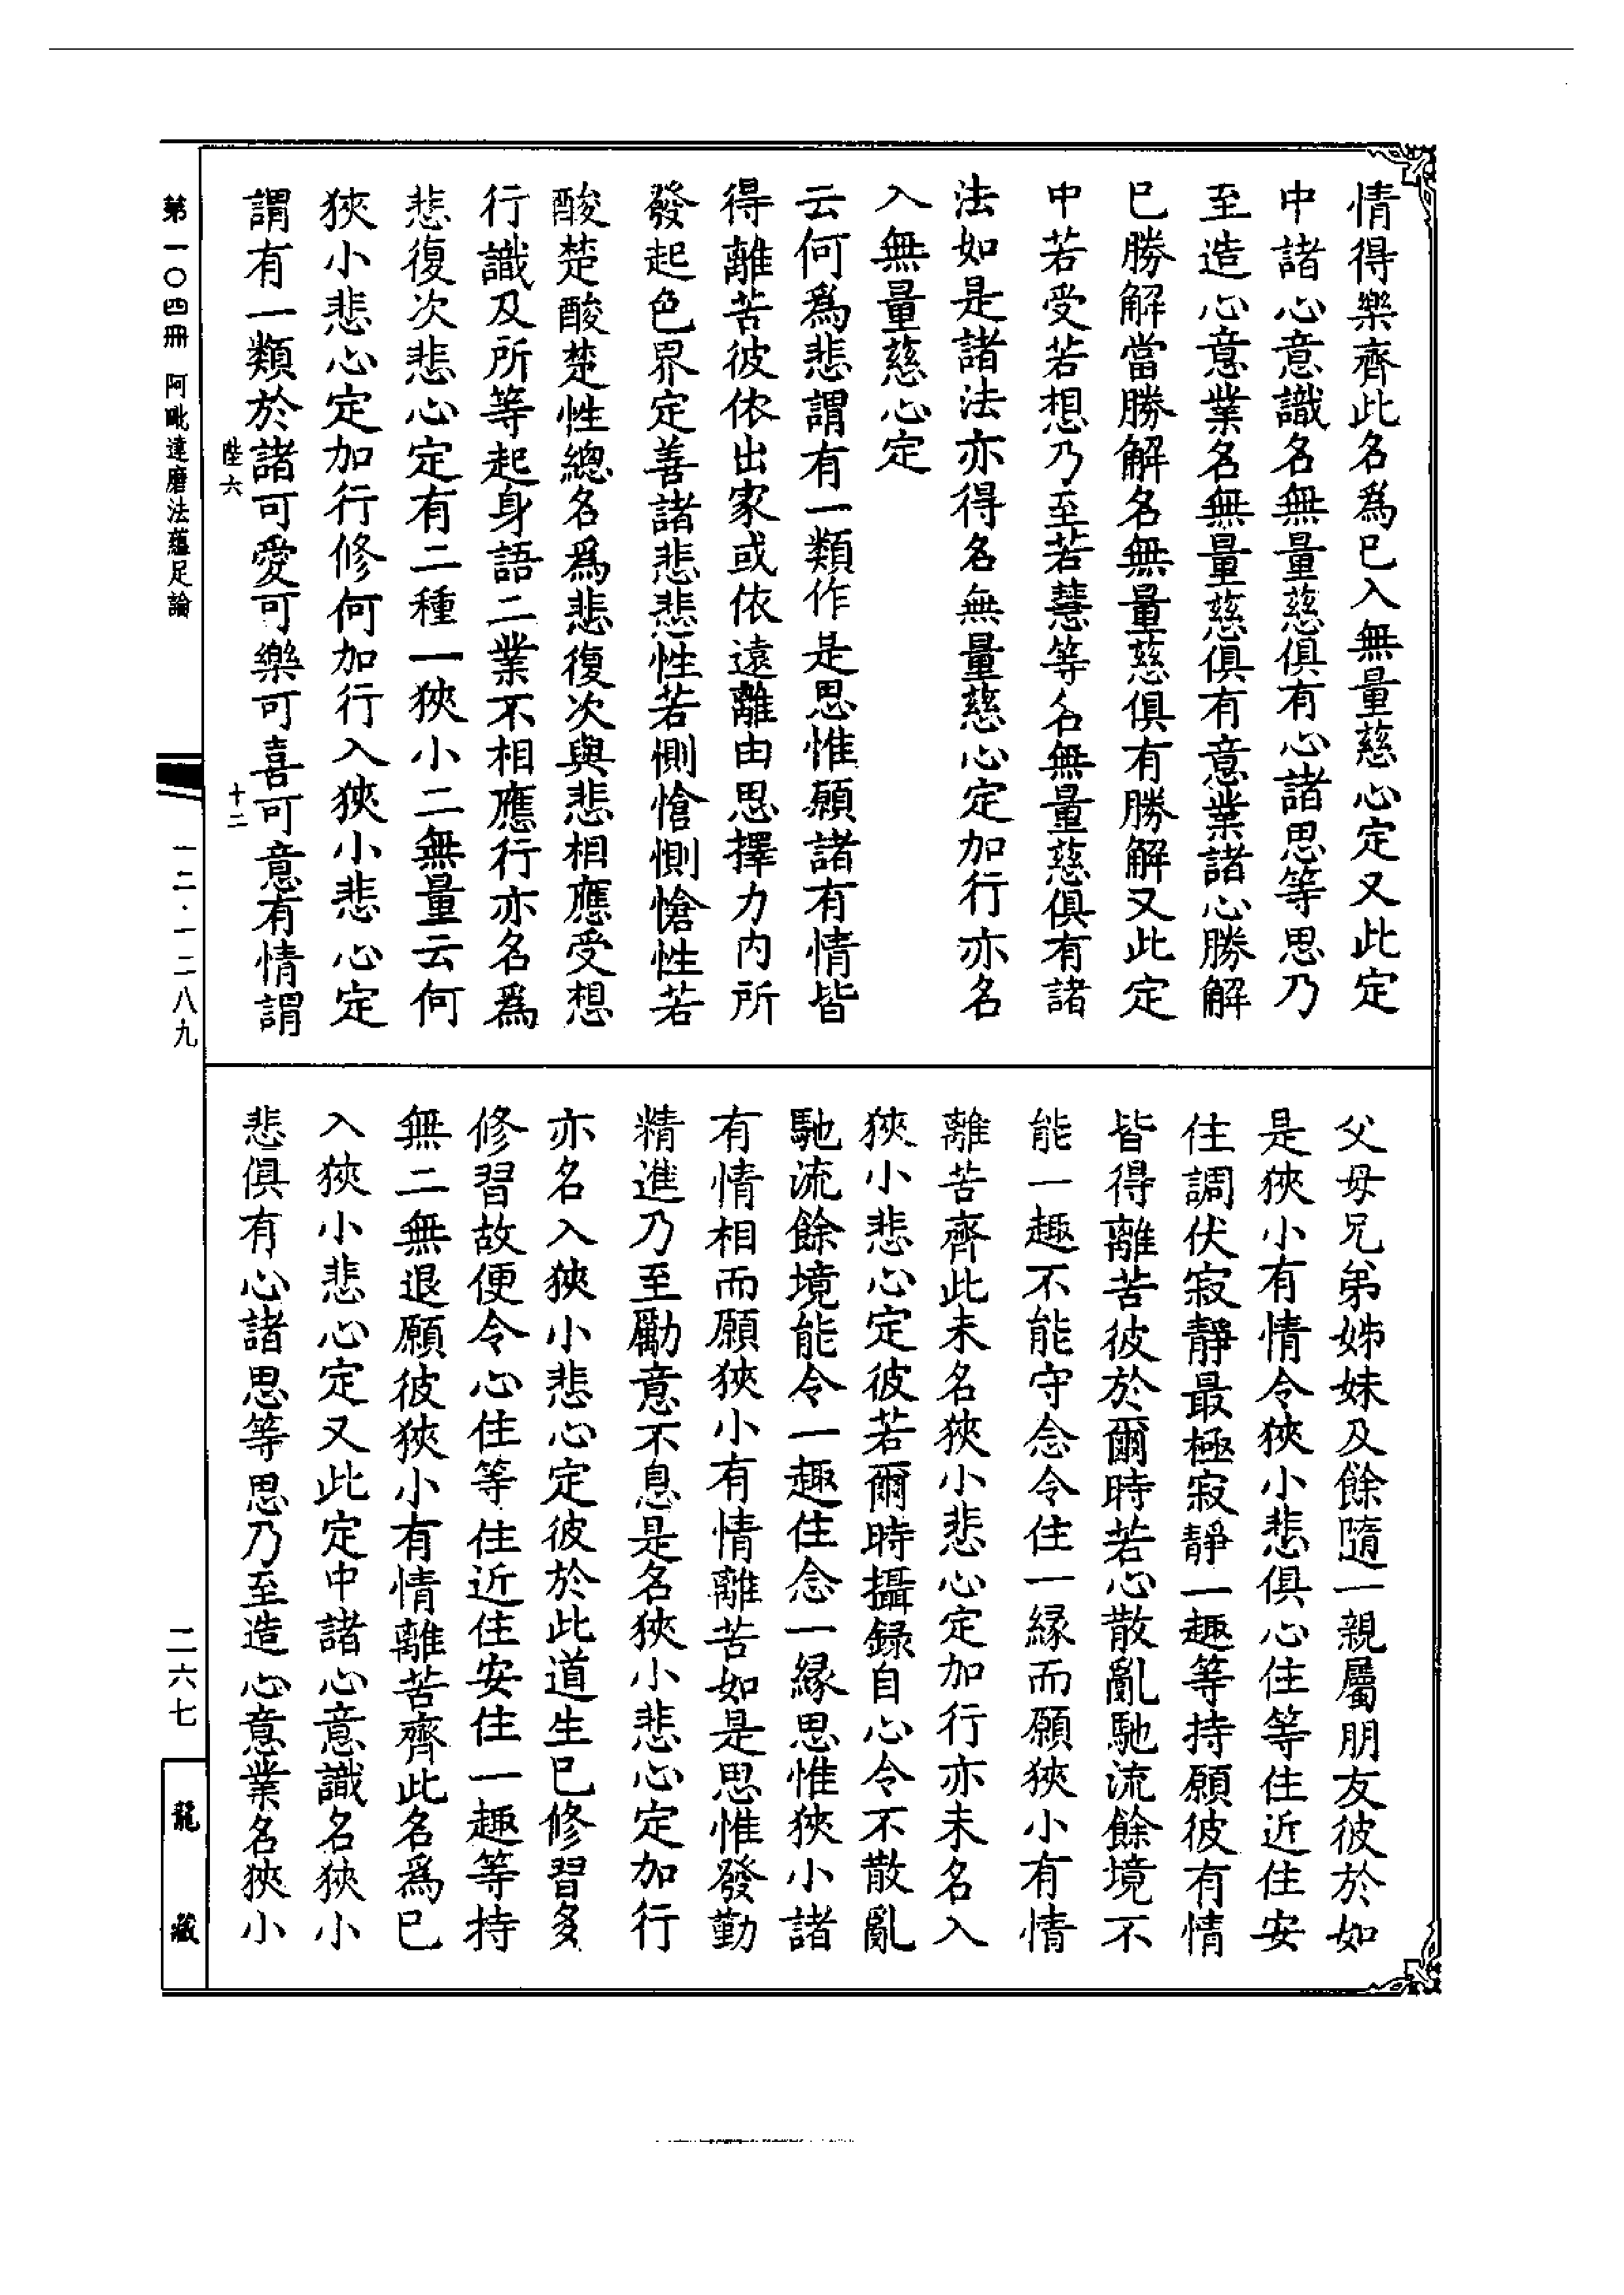 情得樂齊此名爲已入無量慈心定又此定
中諸心意識名無量慈俱有心諸思等思乃
至造心意業名無量慈俱有意業諸心勝解
已勝解當勝解名無量慈俱有勝解又此定
中若受若想乃至若慧等名無量慈俱有諸
法如是諸法亦得名無量慈心定加行亦名
入無量慈心定
云何爲悲謂有一類作是思惟願諸有情皆
得離苦彼依出家或依遠離由思擇力內所
發起色界定善諸悲悲性若惻愴惻愴性若
酸楚酸楚性總名爲悲復次與悲相應受想
行識及所等起身語二業不相應行亦名爲
悲復次悲心定有二種一狹小二無量云何
狹小悲心定加行修何加行入狹小悲心定
謂有一類於諸可愛可樂可喜可意有情謂
父母兄弟姊妹及餘隨一親屬朋友彼於如
是狹小有情令狹小悲俱心住等住近住安
住調伏寂靜最極寂靜一趣等持願彼有情
皆得離苦彼於爾時若心散亂馳流餘境不
能一趣不能守念令住一緣而願狹小有情
離苦齊此未名狹小悲心定加行亦未名入
狹小悲心定彼若爾時攝録自心令不散亂
馳流餘境能令一趣住念一緣思惟狹小諸
有情相而願狹小有情離苦如是思惟發勤
精進乃至勵意不息是名狹小悲心定加行
亦名入狹小悲心定彼於此道生已修習多
修習故便令心住等住近住安住一趣等持
無二無退願彼狹小有情離苦齊此名爲已
入狹小悲心定又此定中諸心意識名狹小
悲俱有心諸思等思乃至造心意業名狹小
陛六
十二
第一〇四冊 阿毗達磨法蘊足論
一二·一二八九
二六七
龍藏